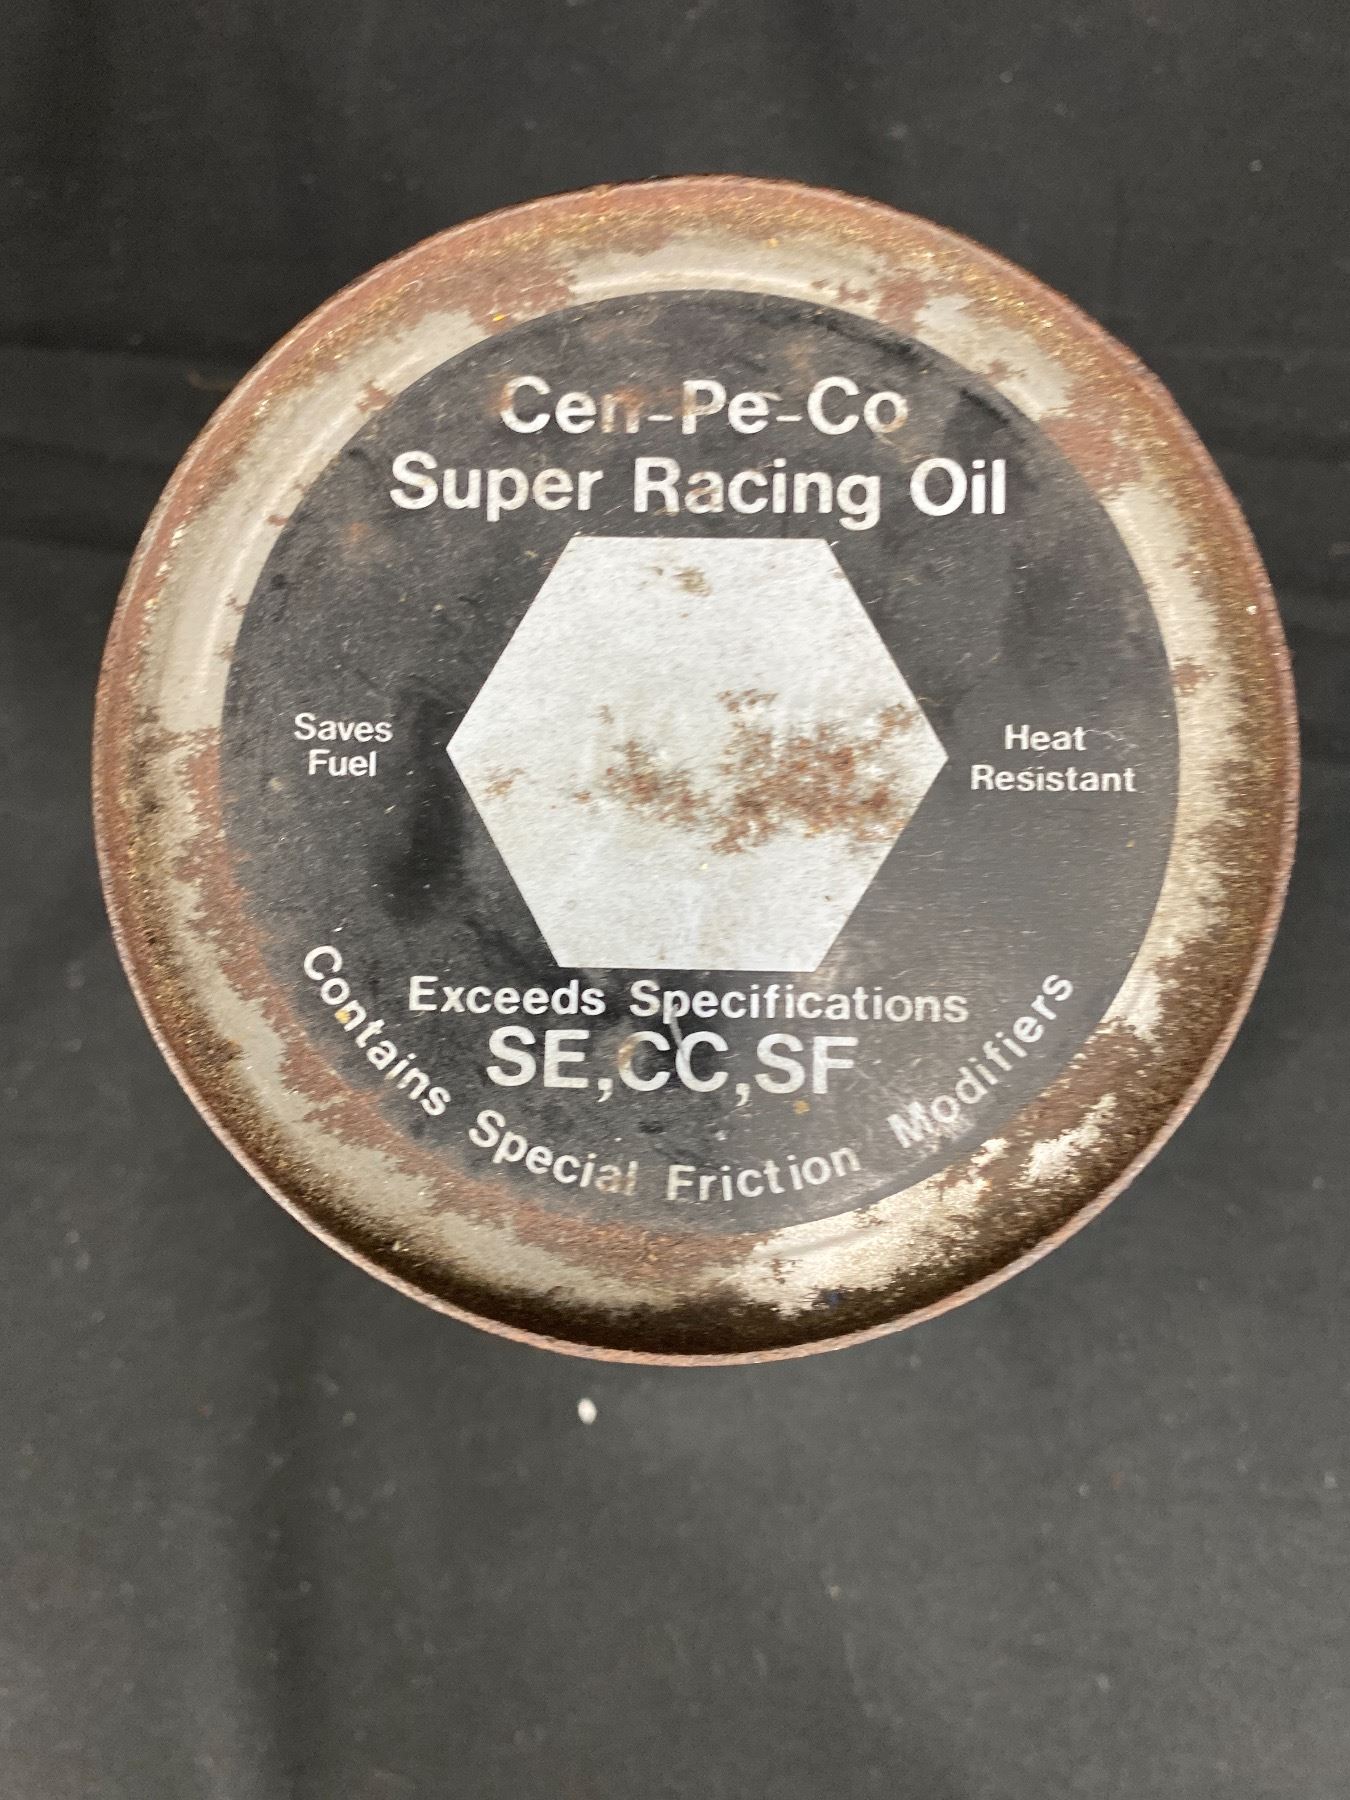 Cen-Pe-Co
Super Racing Oil
Saves
Fuel
Heat
Resistant
Exceeds Specifications
SE,CC,SF
Contains Special Friction Modifiers